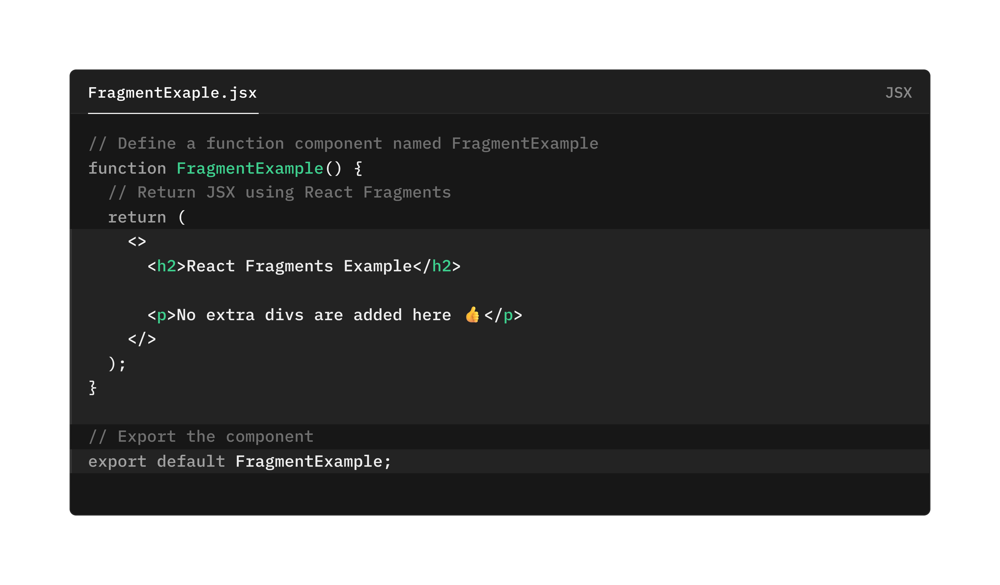 FragmentExaple.jsx
JSX
// Define a function component named FragmentExample
function FragmentExample() {
  // Return JSX using React Fragments
  return (
    <>
      <h2>React Fragments Example</h2>
      <p>No extra divs are added here 👍</p>
    </>
  );
}
// Export the component
export default FragmentExample;